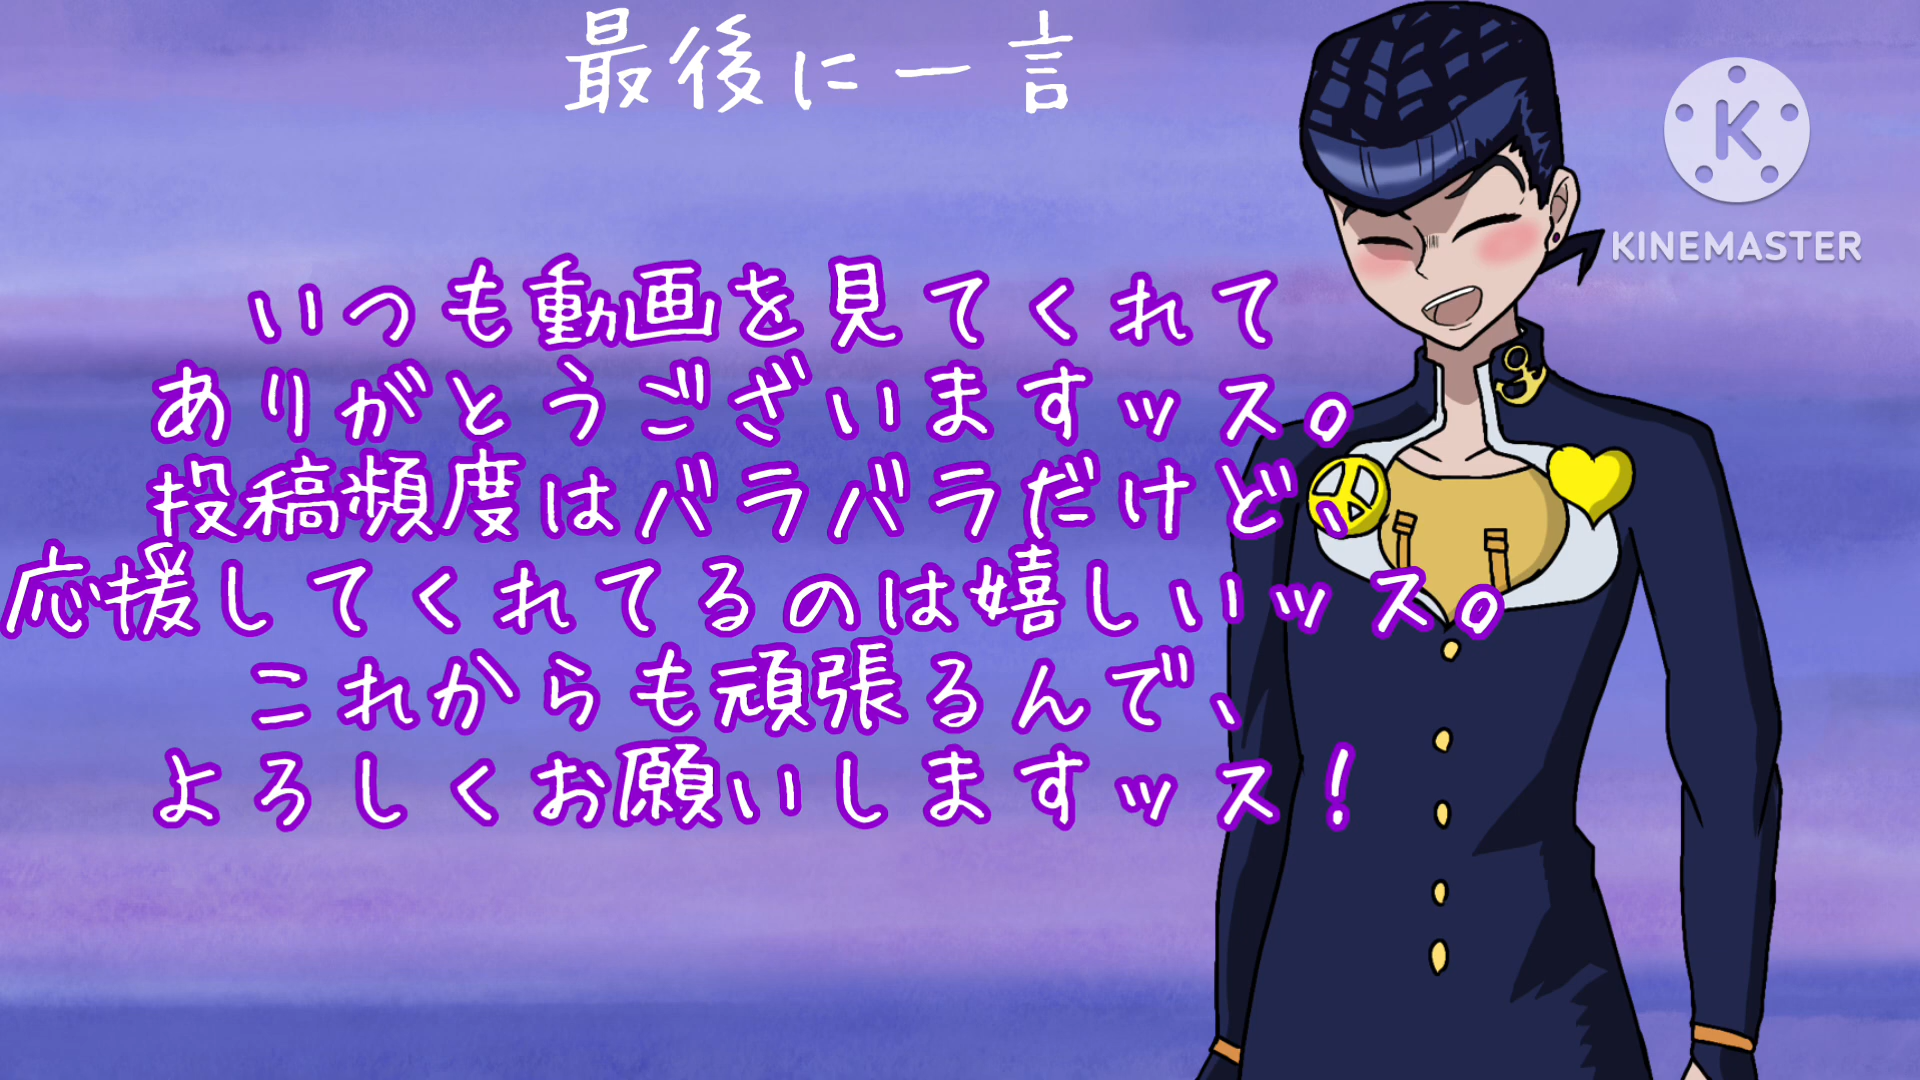 最後に一言
K
KINEMASTER
いつも動画を見てくれて
ありがとうございますッス。
投稿頻度はバラバラだけど、
応援してくれてるのは嬉しいッス。
これからも頑張るんで、
よろしくお願いしますッス！